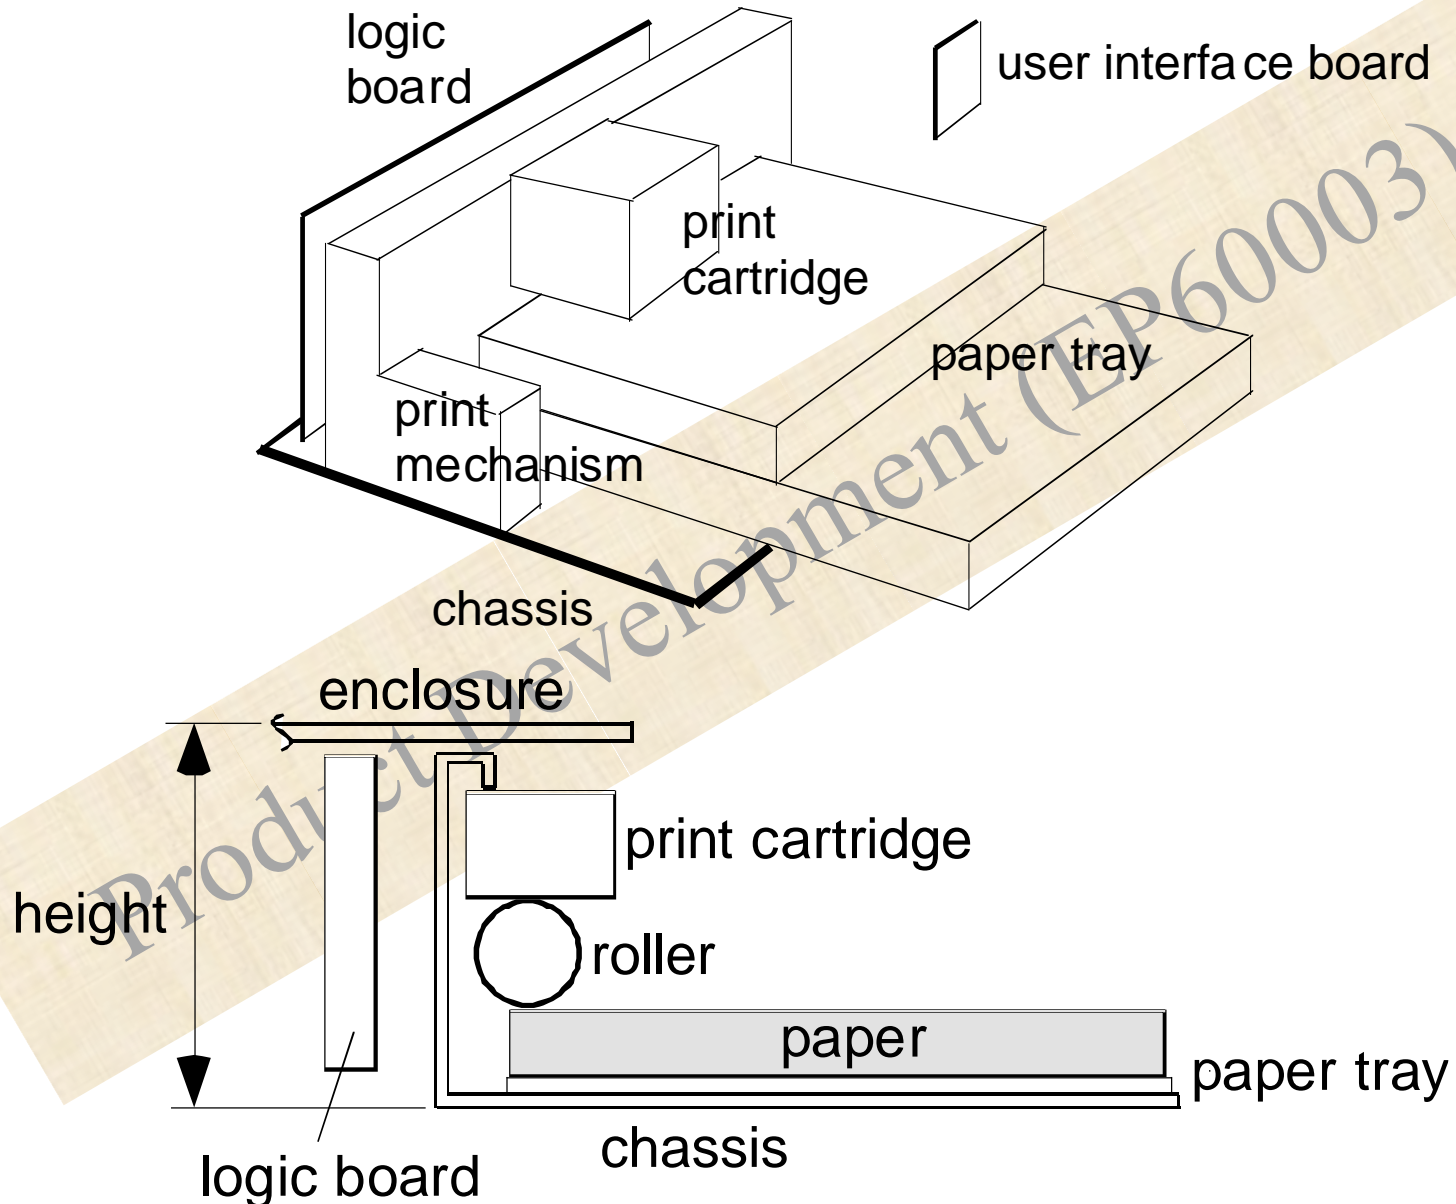 logic
board
user interface board
print
cartridge
paper tray
print
mechanism
chassis
Product Development (EP60003)
enclosure
height
print cartridge
roller
paper
paper tray
chassis
logic board